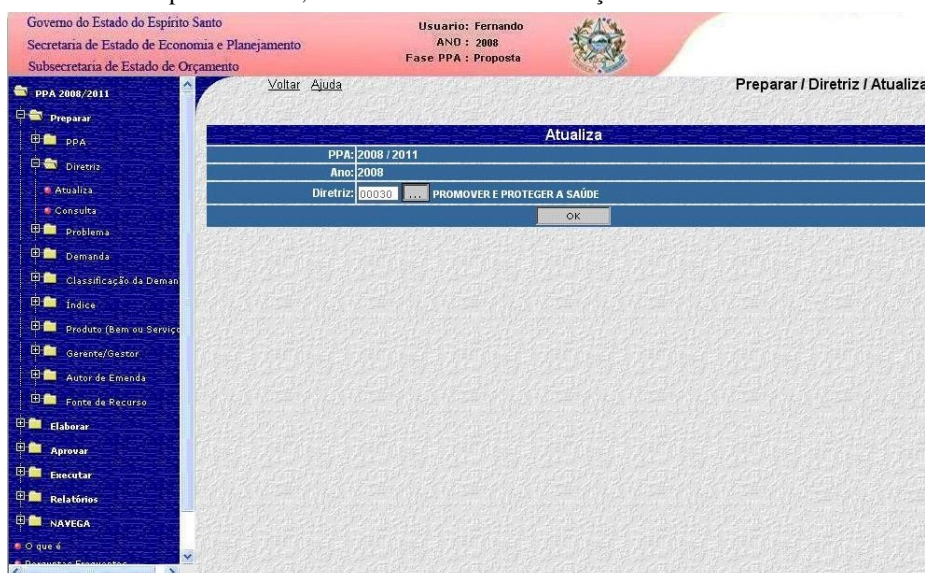 Governo do Estado do Espírito Santo
Secretaria de Estado de Economia e Planejamento
Subsecretaria de Estado de Orçamento
Usuario: Fernando
ANO : 2008
Fase PPA : Proposta
Voltar Ajuda
Preparar / Diretriz / Atualiza
PPA 2008/2011
Preparar
PPA
Diretriz
Atualiza
Consulta
Problema
Demanda
Classificação da Deman
Índice
Produto (Bem ou Serviço
Gerente/Gestor
Autor de Emenda
Fonte de Recurso
Elaborar
Aprovar
Executar
Relatórios
NAVEGA
O que é
Perguntas Frequentes
Atualiza
PPA: 2008 / 2011
Ano: 2008
Diretriz: 00030 ... PROMOVER E PROTEGER A SAÚDE
OK